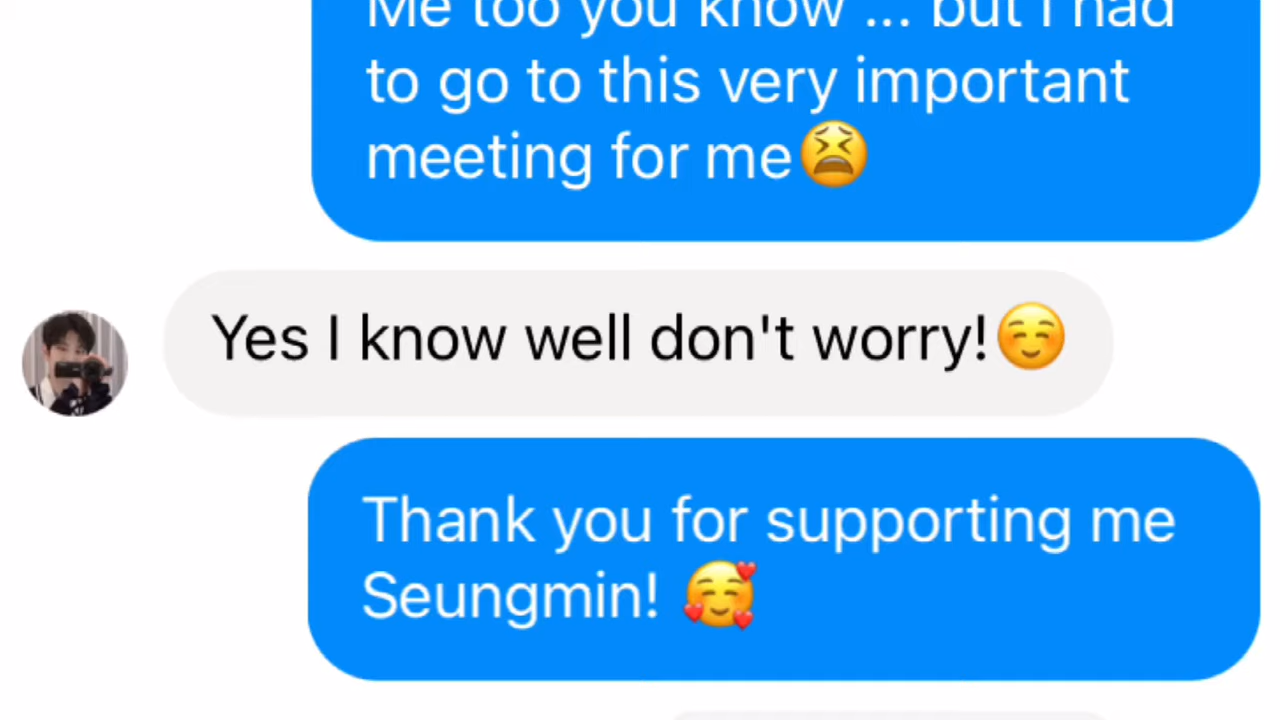 Me too you know ... but I had
to go to this very important
meeting for me😫
Yes I know well don't worry!☺️
Thank you for supporting me
Seungmin! 🥰